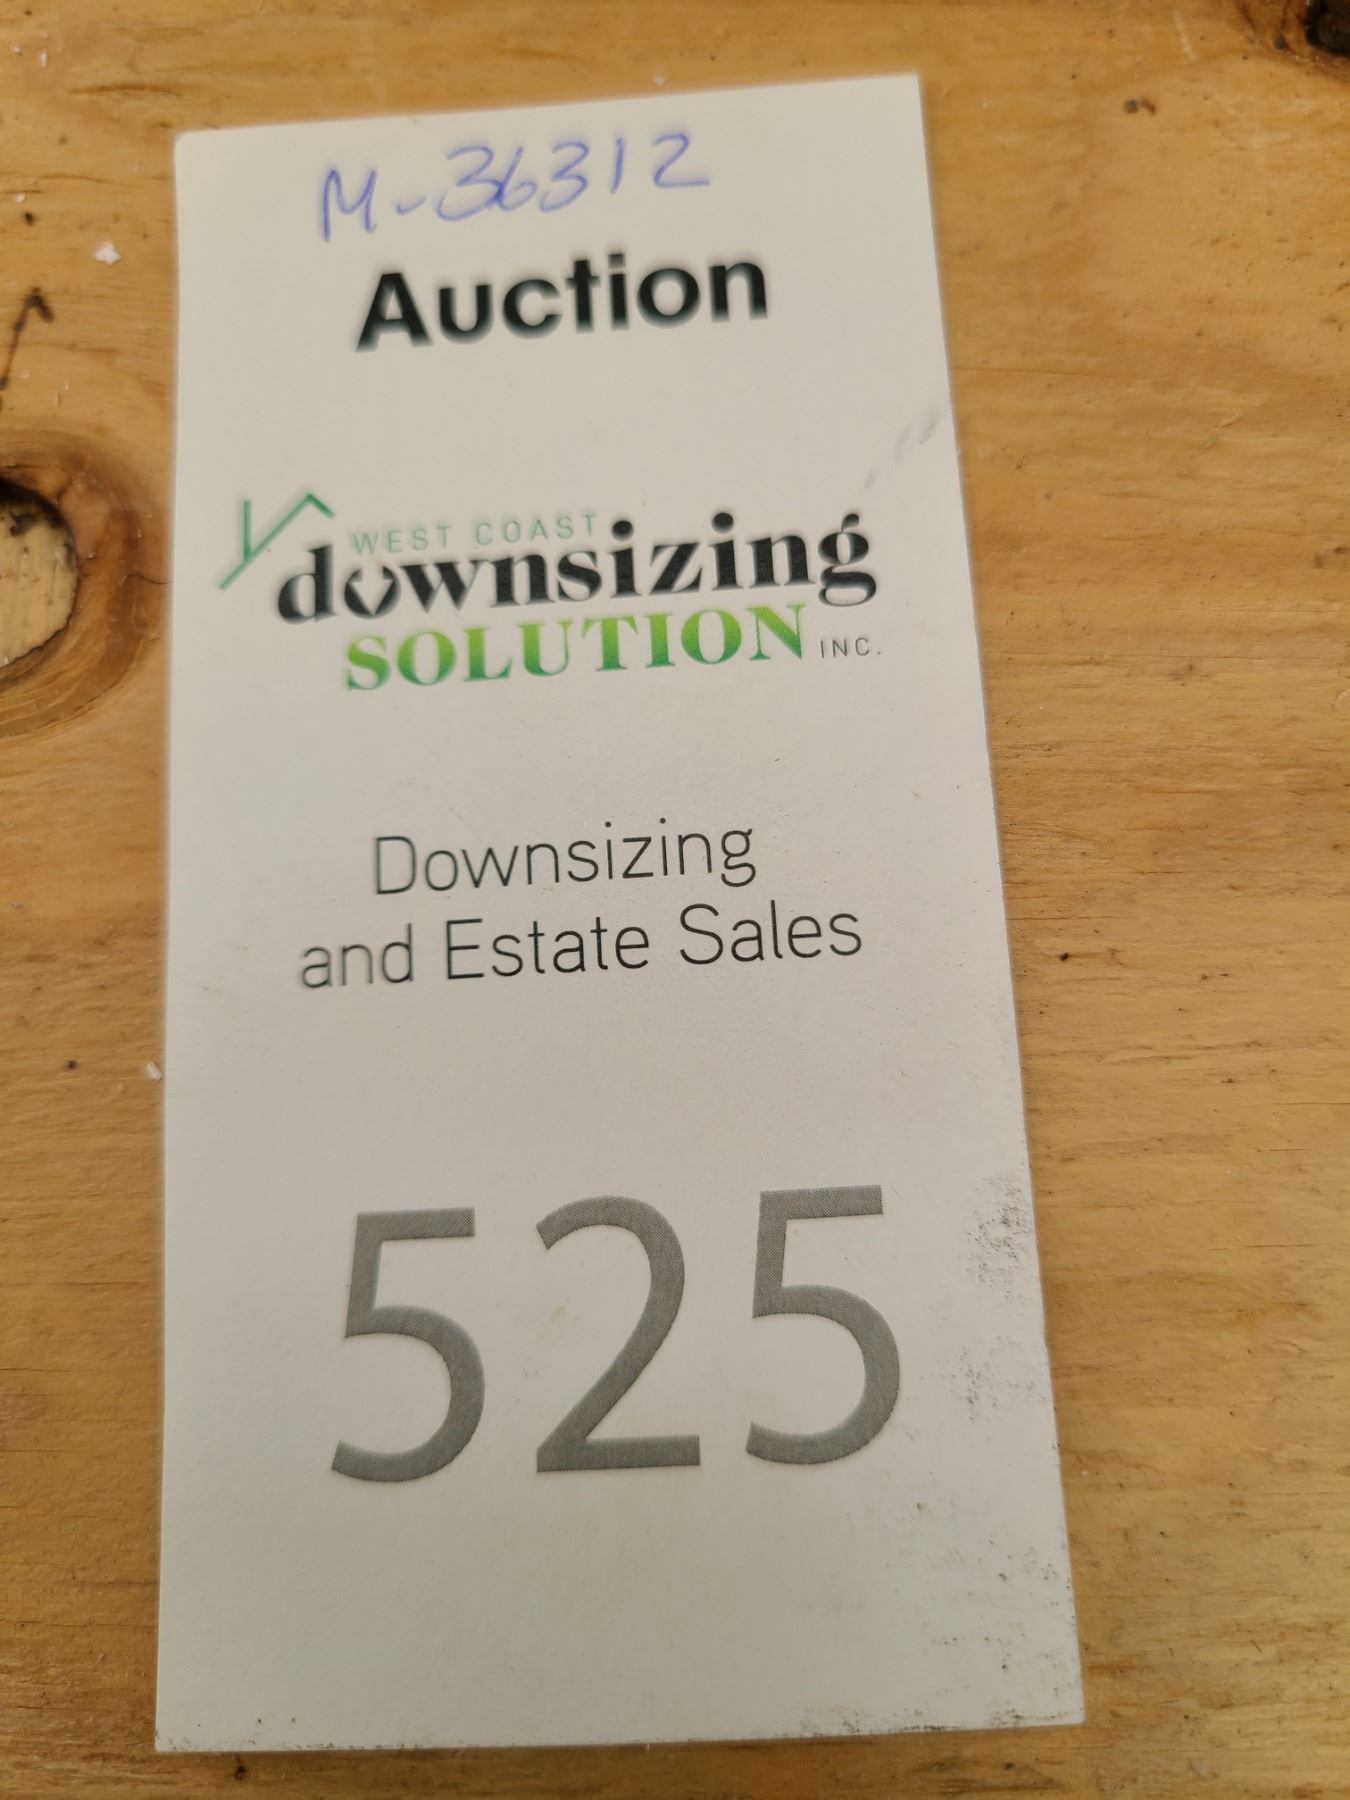 M-36312
Auction
WEST COAST
downsizing
SOLUTION INC.
Downsizing
and Estate Sales
525